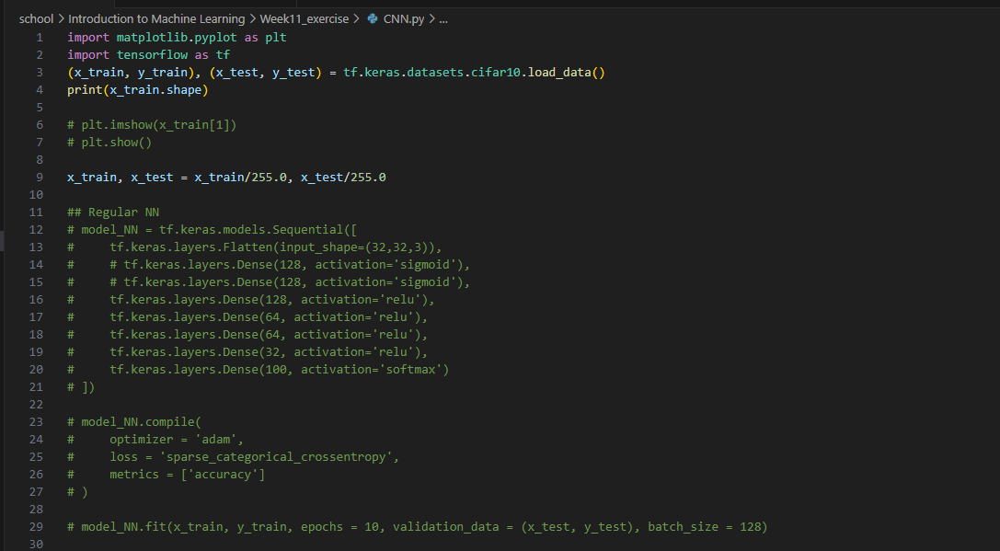 school > Introduction to Machine Learning > Week11_exercise > CNN.py > ...
1 import matplotlib.pyplot as plt
2 import tensorflow as tf
3 (x_train, y_train), (x_test, y_test) = tf.keras.datasets.cifar10.load_data()
4 print(x_train.shape)
5
6 # plt.imshow(x_train[1])
7 # plt.show()
8
9 x_train, x_test = x_train/255.0, x_test/255.0
10
11 ## Regular NN
12 # model_NN = tf.keras.models.Sequential([
13 #     tf.keras.layers.Flatten(input_shape=(32,32,3)),
14 #     # tf.keras.layers.Dense(128, activation='sigmoid'),
15 #     # tf.keras.layers.Dense(128, activation='sigmoid'),
16 #     tf.keras.layers.Dense(128, activation='relu'),
17 #     tf.keras.layers.Dense(64, activation='relu'),
18 #     tf.keras.layers.Dense(64, activation='relu'),
19 #     tf.keras.layers.Dense(32, activation='relu'),
20 #     tf.keras.layers.Dense(100, activation='softmax')
21 # ])
22
23 # model_NN.compile(
24 #     optimizer = 'adam',
25 #     loss = 'sparse_categorical_crossentropy',
26 #     metrics = ['accuracy']
27 # )
28
29 # model_NN.fit(x_train, y_train, epochs = 10, validation_data = (x_test, y_test), batch_size = 128)
30